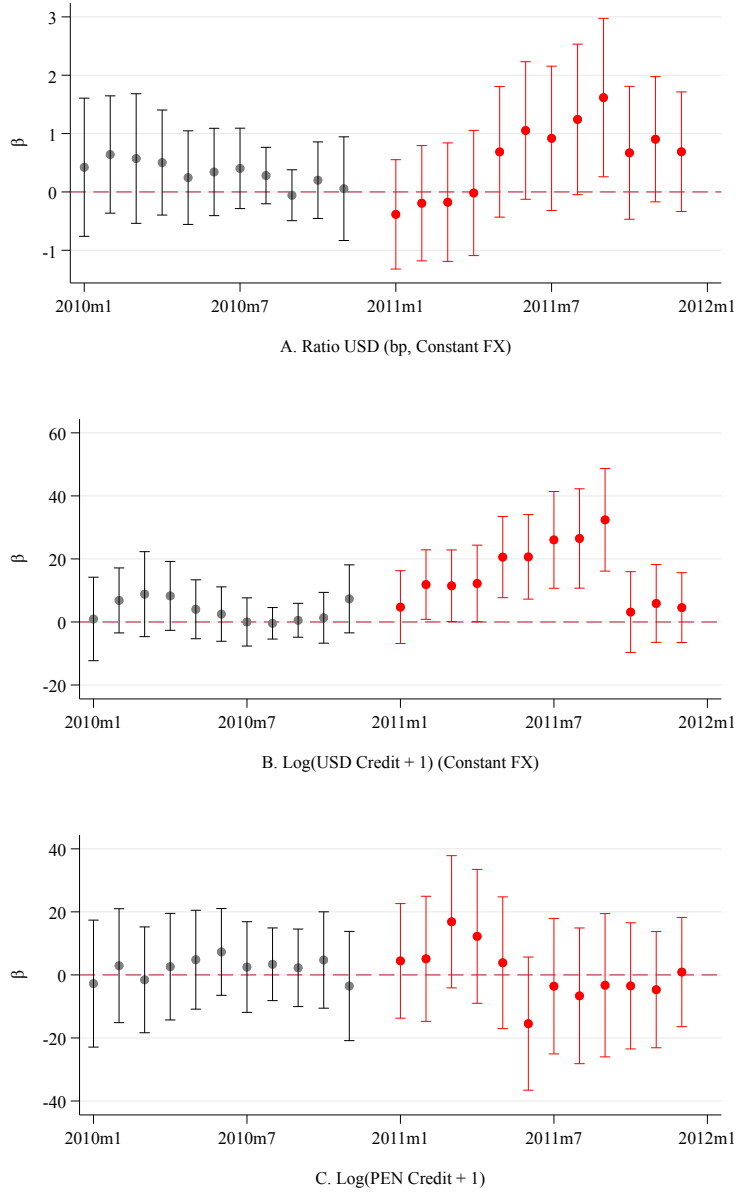 3
2
1
0
-1
β
2010m1 2010m7 2011m1 2011m7 2012m1
A. Ratio USD (bp, Constant FX)
60
40
20
0
-20
β
2010m1 2010m7 2011m1 2011m7 2012m1
B. Log(USD Credit + 1) (Constant FX)
40
20
0
-20
-40
β
2010m1 2010m7 2011m1 2011m7 2012m1
C. Log(PEN Credit + 1)